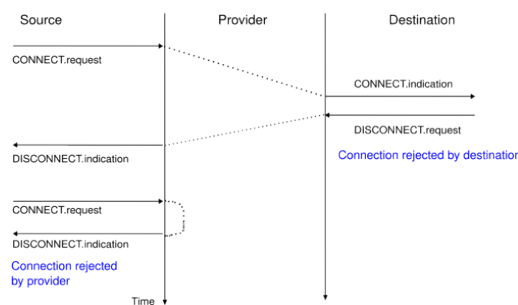 Source Provider Destination
CONNECT.request
CONNECT.indication
DISCONNECT.request
DISCONNECT.indication
Connection rejected by destination
CONNECT.request
DISCONNECT.indication
Connection rejected
by provider
Time